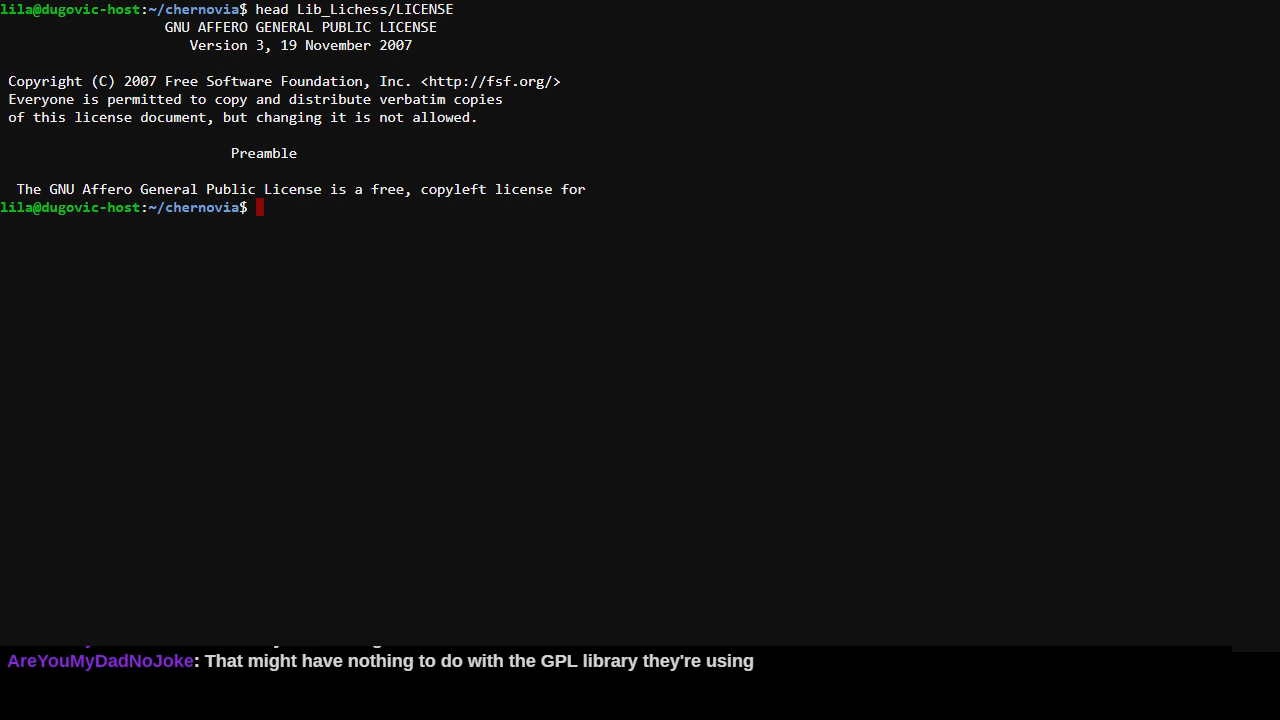 lila@dugovic-host:~/chernovia$ head Lib_Lichess/LICENSE
GNU AFFERO GENERAL PUBLIC LICENSE
Version 3, 19 November 2007
Copyright (C) 2007 Free Software Foundation, Inc. <http://fsf.org/>
Everyone is permitted to copy and distribute verbatim copies
of this license document, but changing it is not allowed.
Preamble
The GNU Affero General Public License is a free, copyleft license for
lila@dugovic-host:~/chernovia$
AreYouMyDadNoJoke: That might have nothing to do with the GPL library they're using